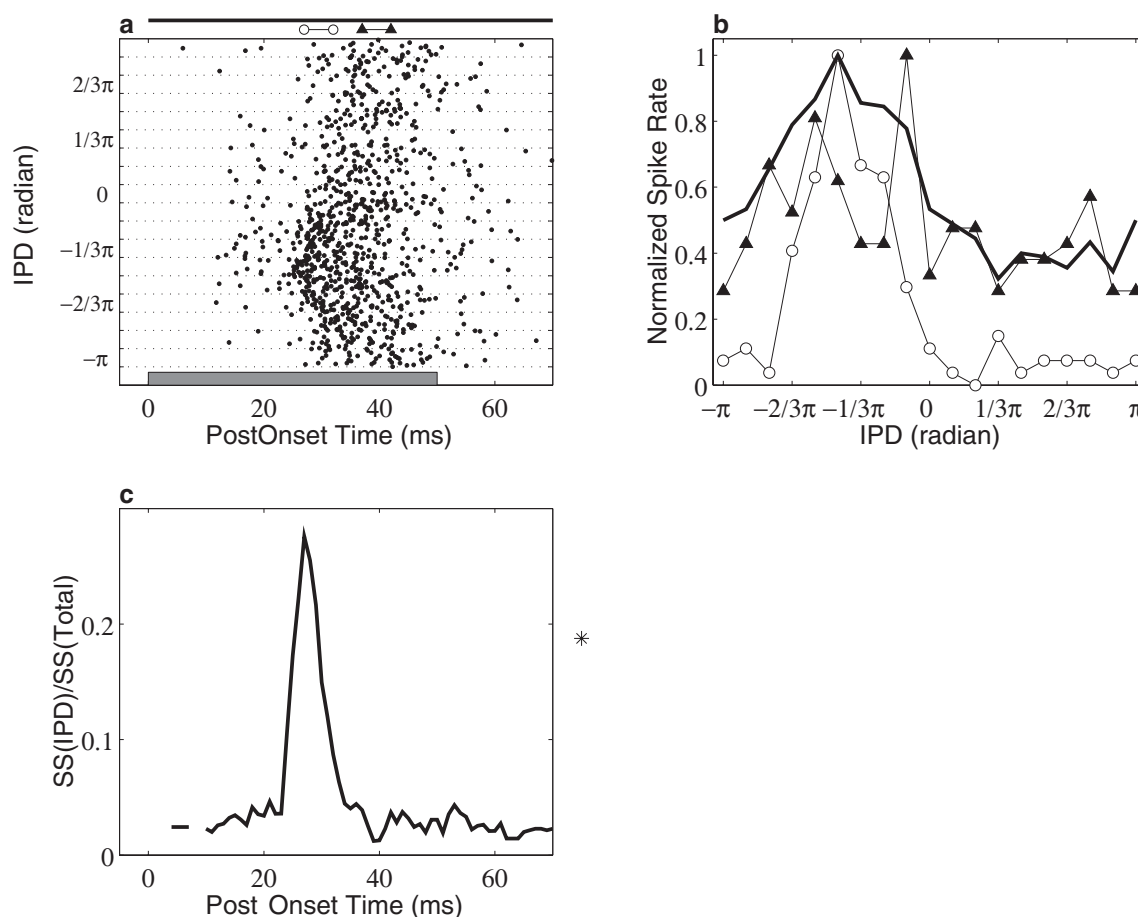 a
IPD (radian)
2/3π
1/3π
0
−1/3π
−2/3π
−π
0 20 40 60
PostOnset Time (ms)
b
Normalized Spike Rate
1
0.8
0.6
0.4
0.2
0
−π −2/3π −1/3π 0 1/3π 2/3π π
IPD (radian)
c
SS(IPD)/SS(Total)
0.2
0.1
0
0 20 40 60
Post Onset Time (ms)
*